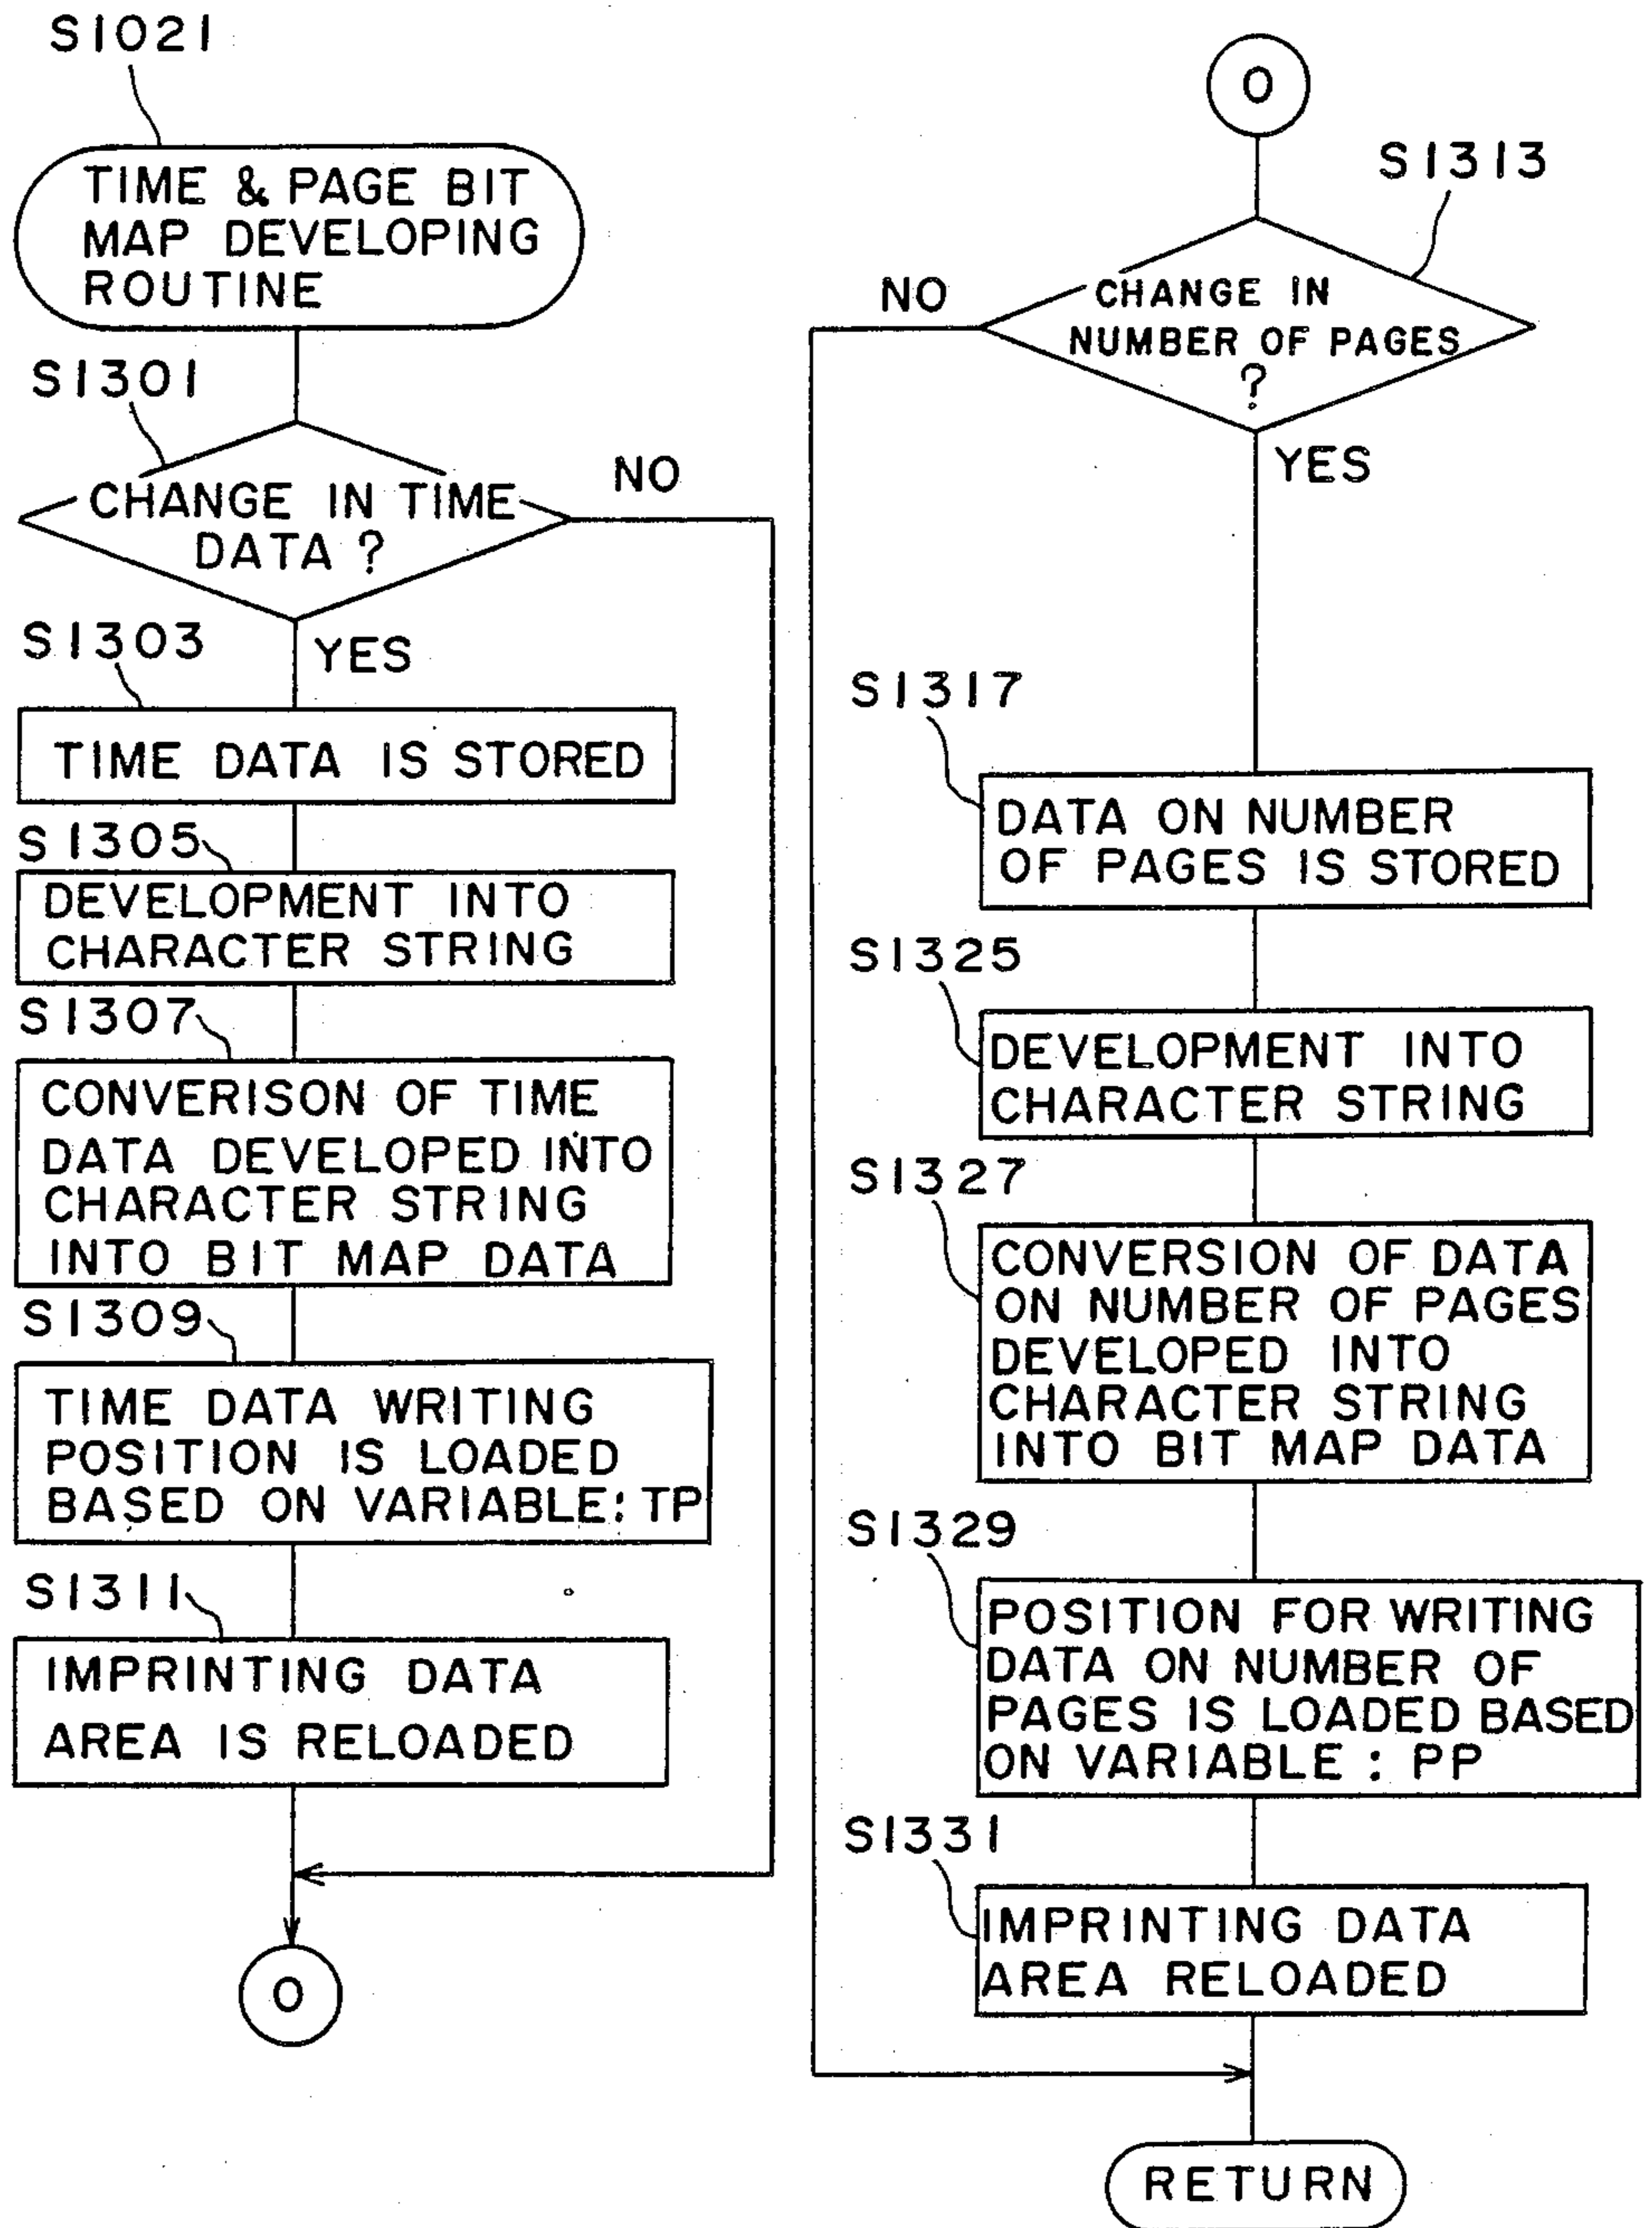 S1021
TIME & PAGE BIT
MAP DEVELOPING
ROUTINE
S1301
CHANGE IN TIME
DATA ?
NO
YES
S1303
TIME DATA IS STORED
S1305
DEVELOPMENT INTO
CHARACTER STRING
S1307
CONVERISON OF TIME
DATA DEVELOPED INTO
CHARACTER STRING
INTO BIT MAP DATA
S1309
TIME DATA WRITING
POSITION IS LOADED
BASED ON VARIABLE: TP
S1311
IMPRINTING DATA
AREA IS RELOADED
O
O
S1313
CHANGE IN
NUMBER OF PAGES
?
NO
YES
S1317
DATA ON NUMBER
OF PAGES IS STORED
S1325
DEVELOPMENT INTO
CHARACTER STRING
S1327
CONVERSION OF DATA
ON NUMBER OF PAGES
DEVELOPED INTO
CHARACTER STRING
INTO BIT MAP DATA
S1329
POSITION FOR WRITING
DATA ON NUMBER OF
PAGES IS LOADED BASED
ON VARIABLE : PP
S1331
IMPRINTING DATA
AREA RELOADED
RETURN